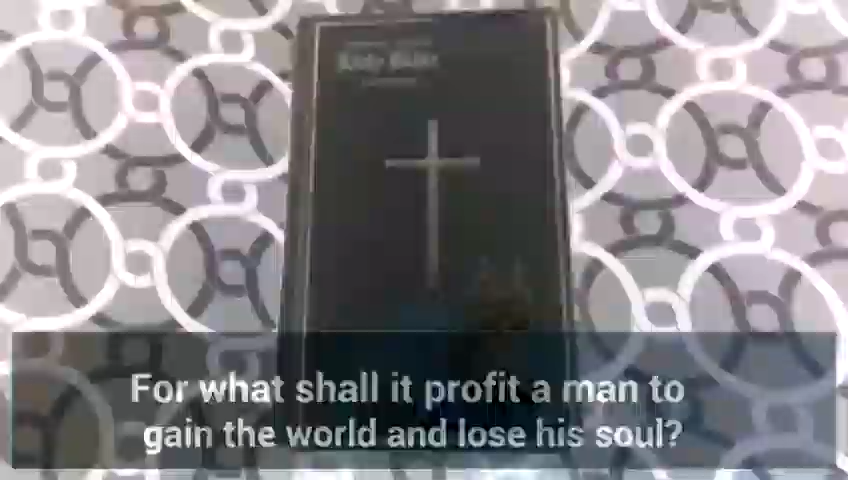 Holy Bible
For what shall it profit a man to
gain the world and lose his soul?